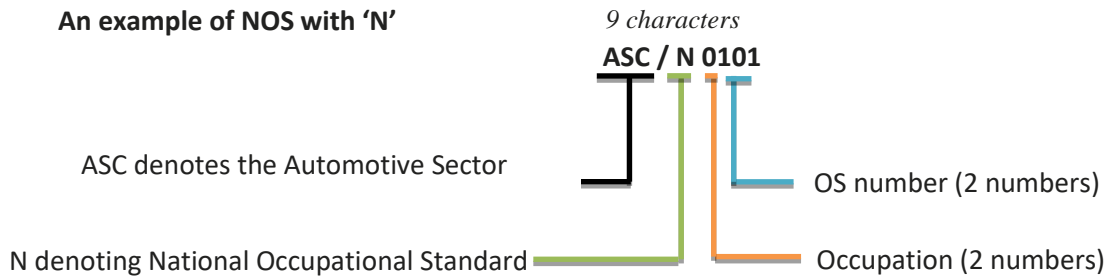 An example of NOS with ‘N’
9 characters
ASC / N 0101
ASC denotes the Automotive Sector
OS number (2 numbers)
N denoting National Occupational Standard
Occupation (2 numbers)